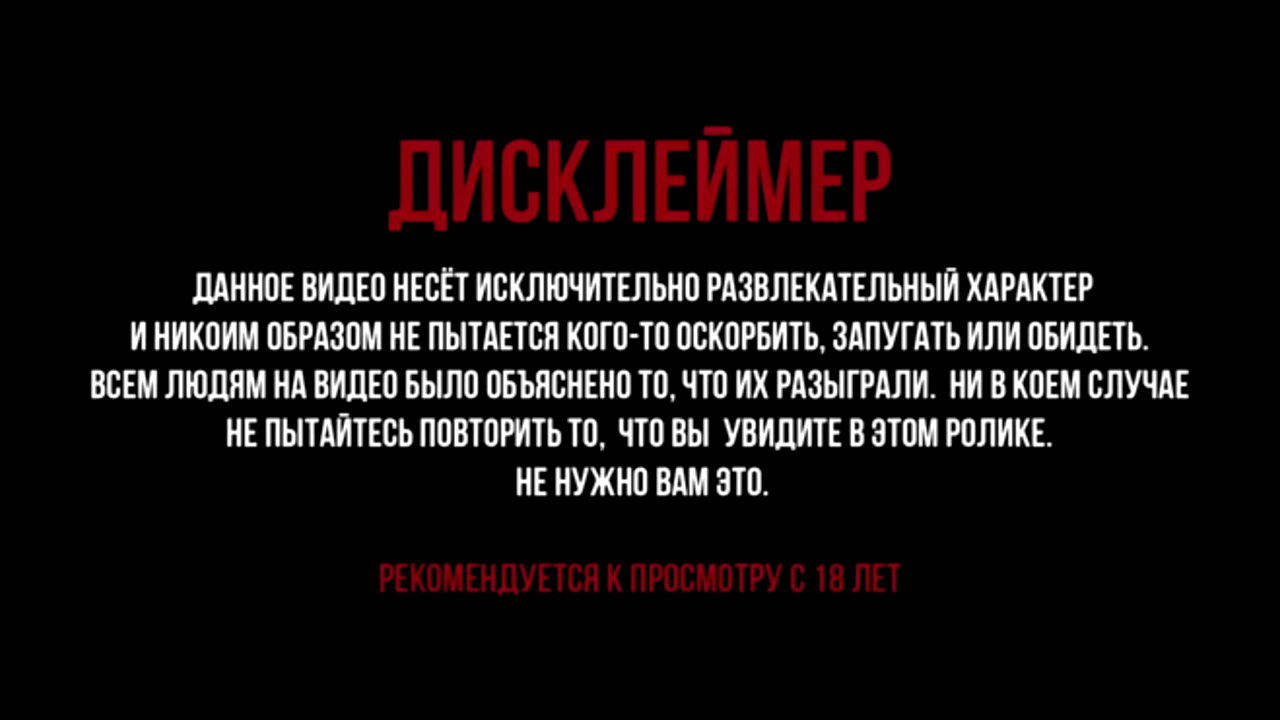 ДИСКЛЕЙМЕР
ДАННОЕ ВИДЕО НЕСЁТ ИСКЛЮЧИТЕЛЬНО РАЗВЛЕКАТЕЛЬНЫЙ ХАРАКТЕР
И НИКОИМ ОБРАЗОМ НЕ ПЫТАЕТСЯ КОГО-ТО ОСКОРБИТЬ, ЗАПУГАТЬ ИЛИ ОБИДЕТЬ.
ВСЕМ ЛЮДЯМ НА ВИДЕО БЫЛО ОБЪЯСНЕНО ТО, ЧТО ИХ РАЗЫГРАЛИ. НИ В КОЕМ СЛУЧАЕ
НЕ ПЫТАЙТЕСЬ ПОВТОРИТЬ ТО, ЧТО ВЫ УВИДИТЕ В ЭТОМ РОЛИКЕ.
НЕ НУЖНО ВАМ ЭТО.
РЕКОМЕНДУЕТСЯ К ПРОСМОТРУ С 18 ЛЕТ